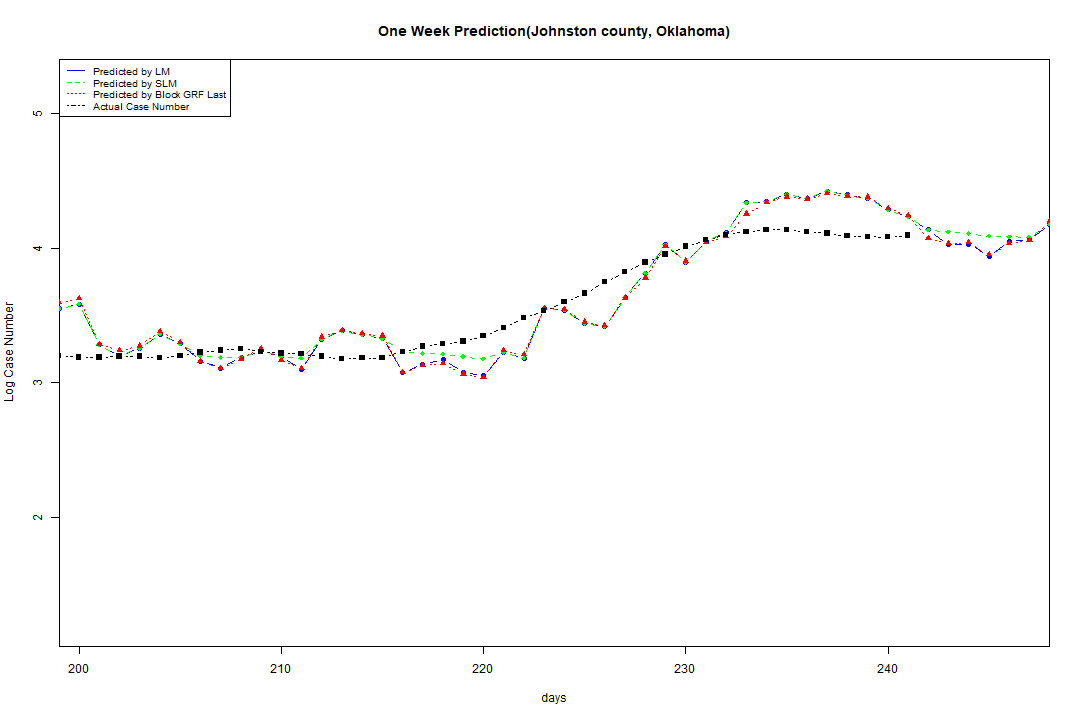 One Week Prediction(Johnston county, Oklahoma)
Predicted by LM
Predicted by SLM
Predicted by Block GRF Last
Actual Case Number
5
4
3
2
Log Case Number
200 210 220 230 240
days